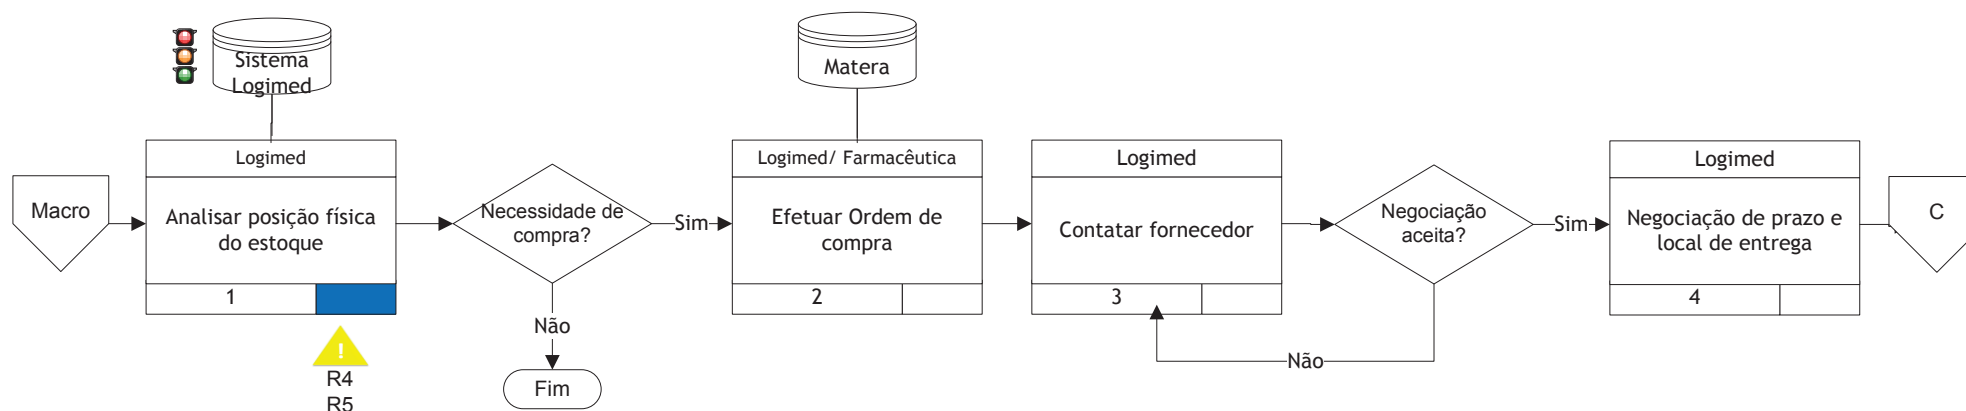 Sistema
Logimed
Matera
Logimed
Logimed/ Farmacêutica
Logimed
Logimed
Macro
Analisar posição física
do estoque
Necessidade de
compra?
Sim
Efetuar Ordem de
compra
Contatar fornecedor
Negociação
aceita?
Sim
Negociação de prazo e
local de entrega
C
1
2
3
4
Não
!
R4
R5
Fim
Não